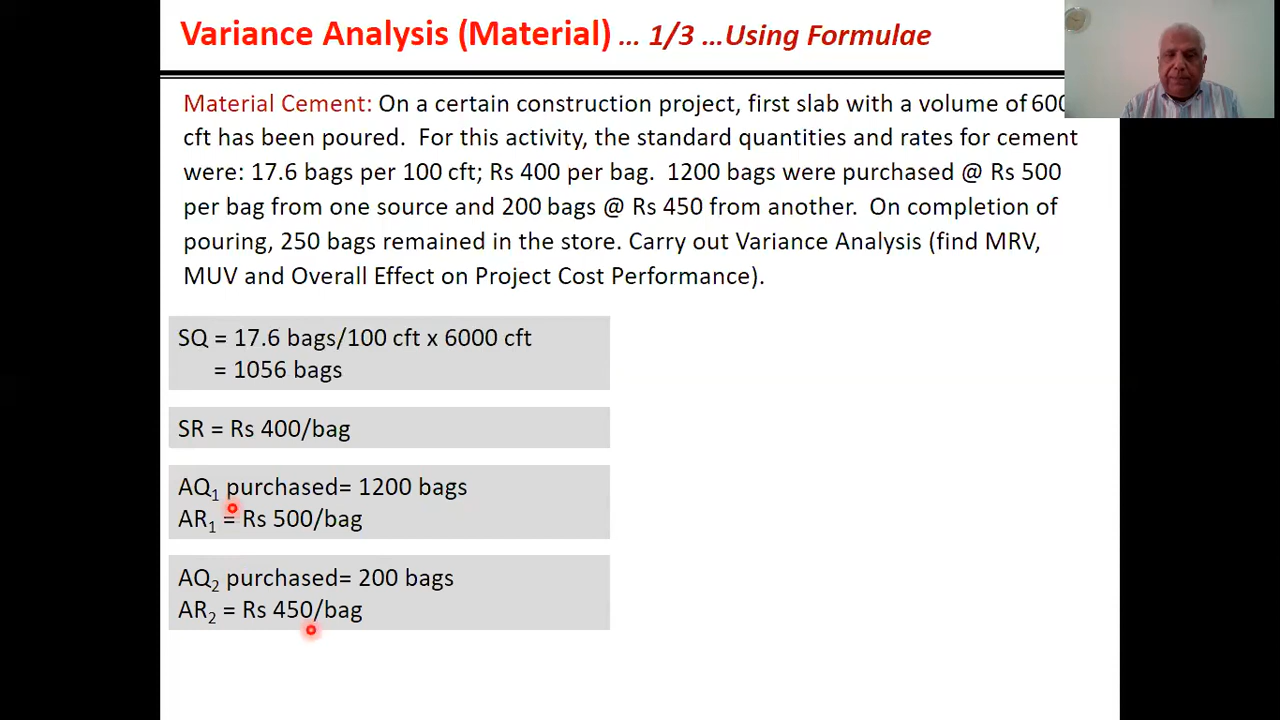 Variance Analysis (Material) ... 1/3 ...Using Formulae
Material Cement: On a certain construction project, first slab with a volume of 600
cft has been poured. For this activity, the standard quantities and rates for cement
were: 17.6 bags per 100 cft; Rs 400 per bag. 1200 bags were purchased @ Rs 500
per bag from one source and 200 bags @ Rs 450 from another. On completion of
pouring, 250 bags remained in the store. Carry out Variance Analysis (find MRV,
MUV and Overall Effect on Project Cost Performance).
SQ = 17.6 bags/100 cft x 6000 cft
= 1056 bags
SR = Rs 400/bag
AQ₁ purchased= 1200 bags
AR₁ = Rs 500/bag
AQ₂ purchased= 200 bags
AR₂ = Rs 450/bag